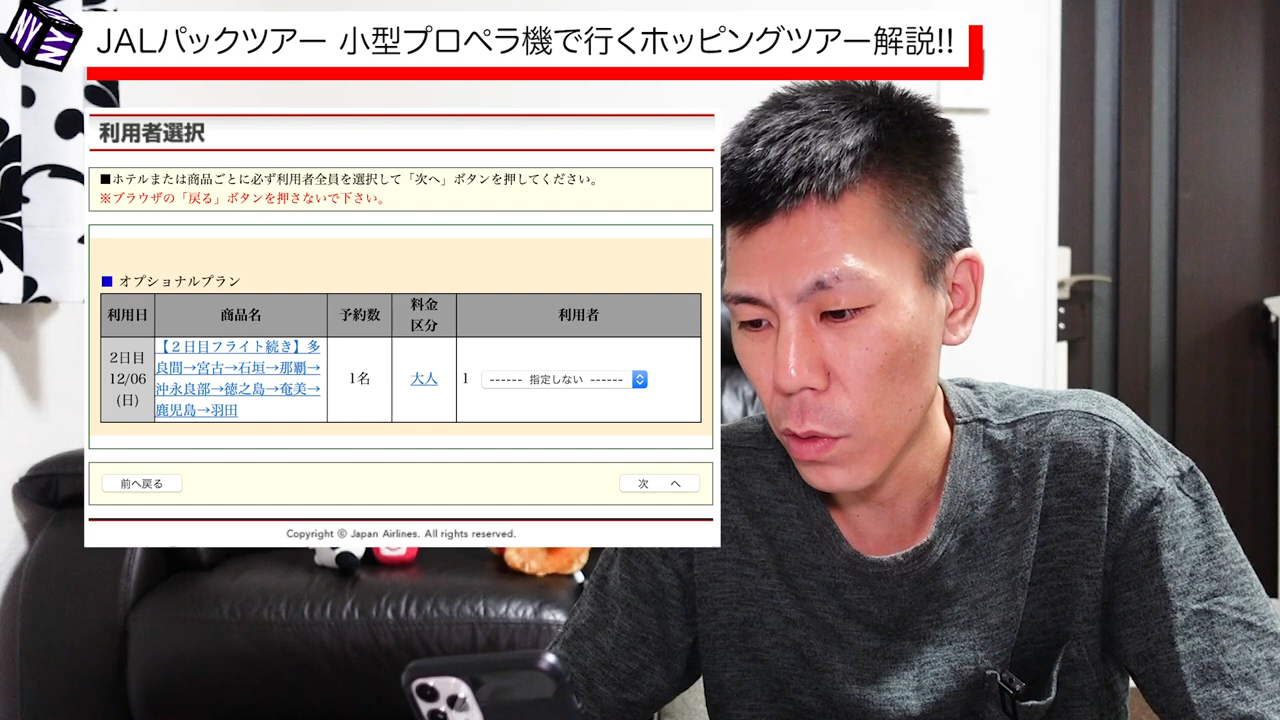 NY NY
JALパックツアー 小型プロペラ機で行くホッピングツアー解説!!
利用者選択
■ホテルまたは商品ごとに必ず利用者全員を選択して「次へ」ボタンを押してください。
※ブラウザの「戻る」ボタンを押さないで下さい。
■ オプショナルプラン
利用日 商品名 予約数 料金区分 利用者
2日目
12/06
(日)
【２日目フライト続き】多
良間→宮古→石垣→那覇→
沖永良部→徳之島→奄美→
鹿児島→羽田
1名
大人
1 ------ 指定しない ------
前へ戻る 次 へ
Copyright © Japan Airlines. All rights reserved.